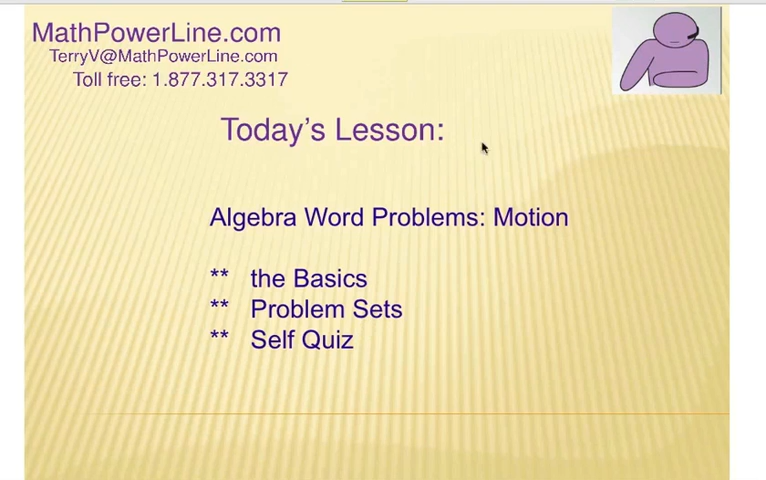 MathPowerLine.com
TerryV@MathPowerLine.com
Toll free: 1.877.317.3317
Today's Lesson:
Algebra Word Problems: Motion
** the Basics
** Problem Sets
** Self Quiz